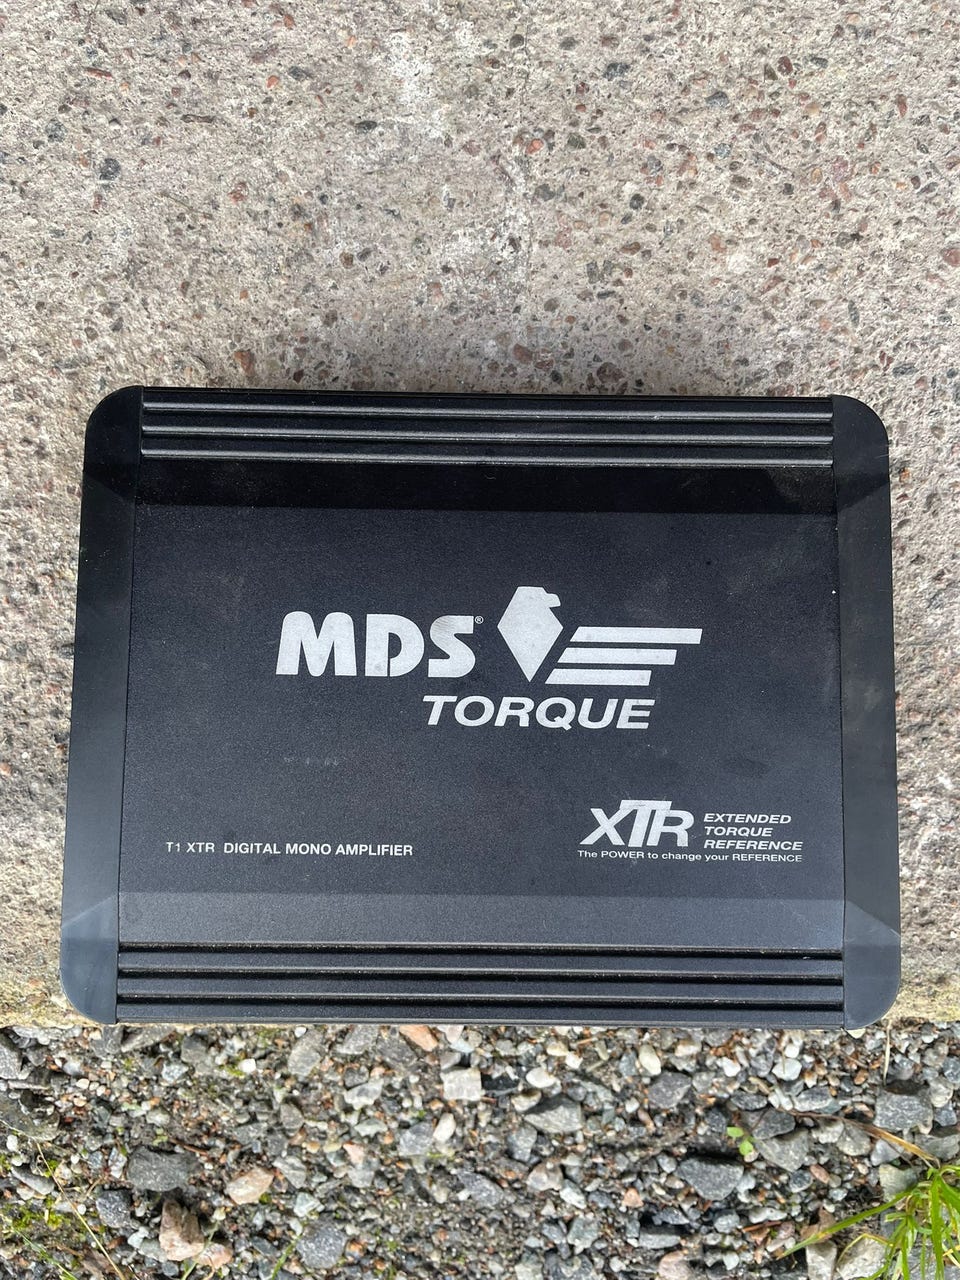 MDS®
TORQUE
XTR EXTENDED
TORQUE
REFERENCE
The POWER to change your REFERENCE
T1 XTR DIGITAL MONO AMPLIFIER